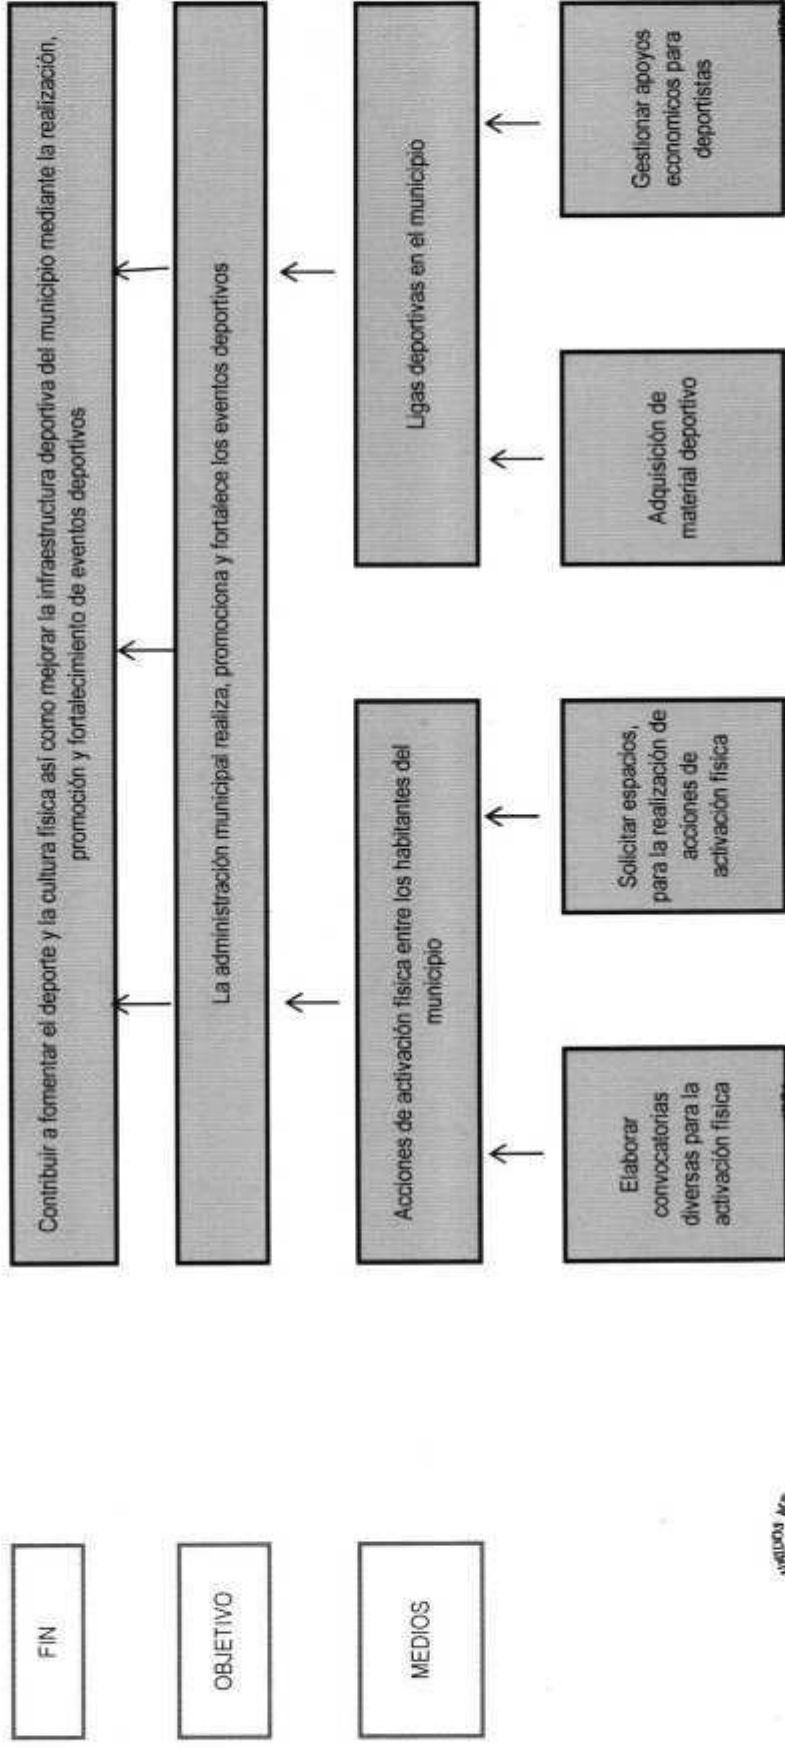 FIN
Contribuir a fomentar el deporte y la cultura física así como mejorar la infraestructura deportiva del municipio mediante la realización,
promoción y fortalecimiento de eventos deportivos
OBJETIVO
La administración municipal realiza, promociona y fortalece los eventos deportivos
MEDIOS
Acciones de activación física entre los habitantes del
municipio
Ligas deportivas en el municipio
Elaborar
convocatorias
diversas para la
activación física
Solicitar espacios,
para la realización de
acciones de
activación física
Adquisición de
material deportivo
Gestionar apoyos
economicos para
deportistas